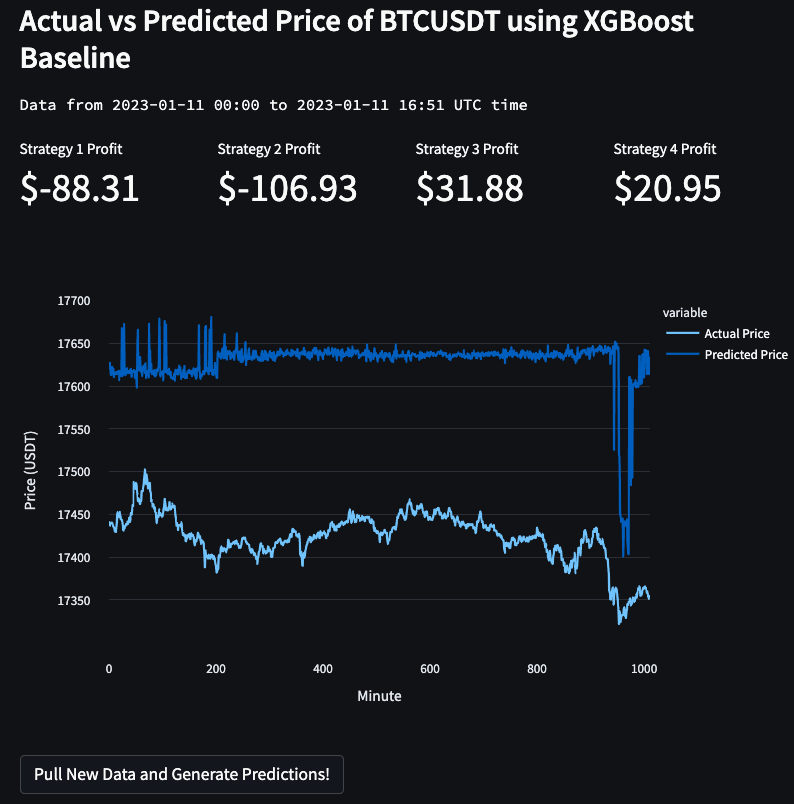 Actual vs Predicted Price of BTCUSDT using XGBoost
Baseline
Data from 2023-01-11 00:00 to 2023-01-11 16:51 UTC time
Strategy 1 Profit
$-88.31
Strategy 2 Profit
$-106.93
Strategy 3 Profit
$31.88
Strategy 4 Profit
$20.95
variable
Actual Price
Predicted Price
Price (USDT)
17700
17650
17600
17550
17500
17450
17400
17350
0
200
400
600
800
1000
Minute
Pull New Data and Generate Predictions!